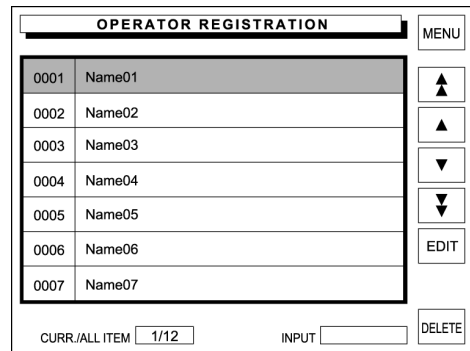 OPERATOR REGISTRATION
MENU
0001 Name01
0002 Name02
0003 Name03
0004 Name04
0005 Name05
0006 Name06
0007 Name07
EDIT
CURR./ALL ITEM 1/12 INPUT
DELETE